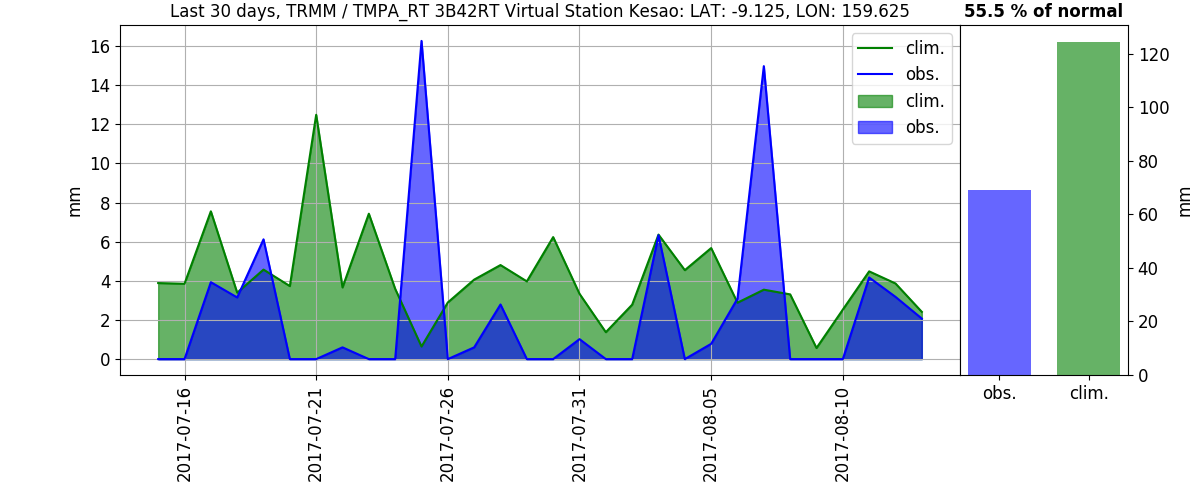 Last 30 days, TRMM / TMPA_RT 3B42RT Virtual Station Kesao: LAT: -9.125, LON: 159.625
55.5 % of normal
mm
16
14
12
10
8
6
4
2
0
clim.
obs.
clim.
obs.
2017-07-16
2017-07-21
2017-07-26
2017-07-31
2017-08-05
2017-08-10
120
100
80
60
40
20
0
mm
obs.
clim.